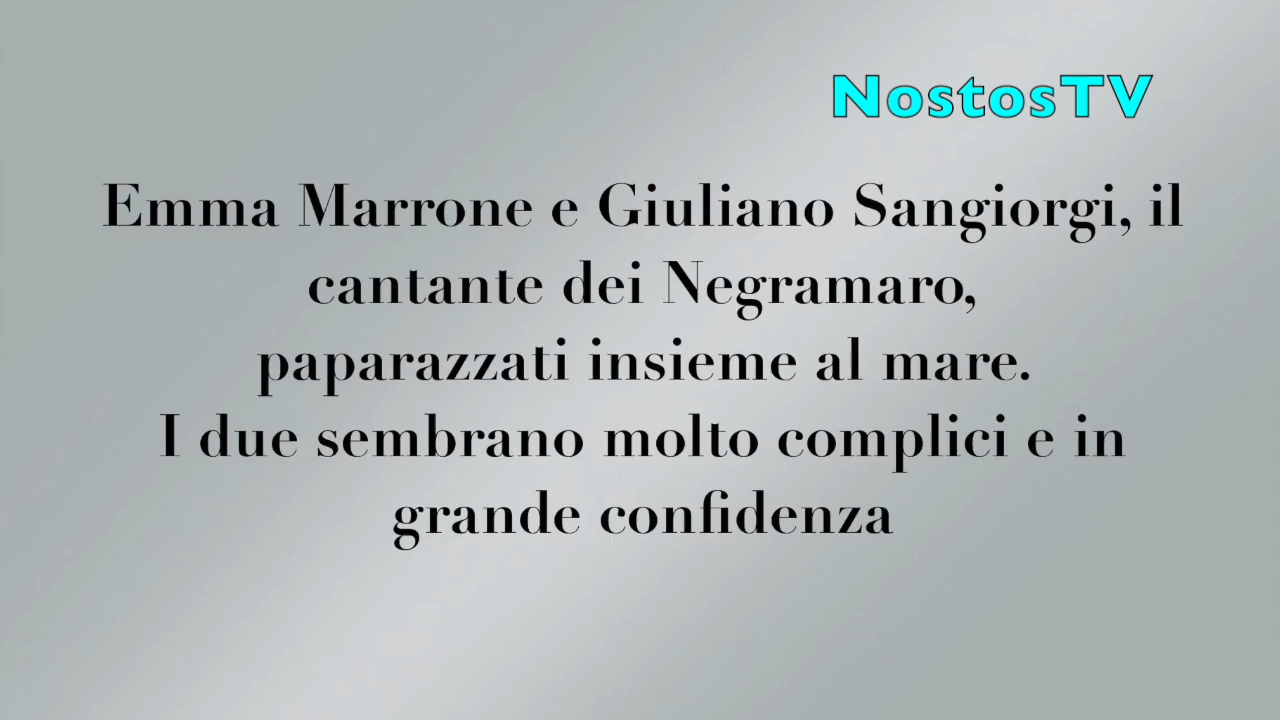 NostosTV
Emma Marrone e Giuliano Sangiorgi, il
cantante dei Negramaro,
paparazzati insieme al mare.
I due sembrano molto complici e in
grande confidenza